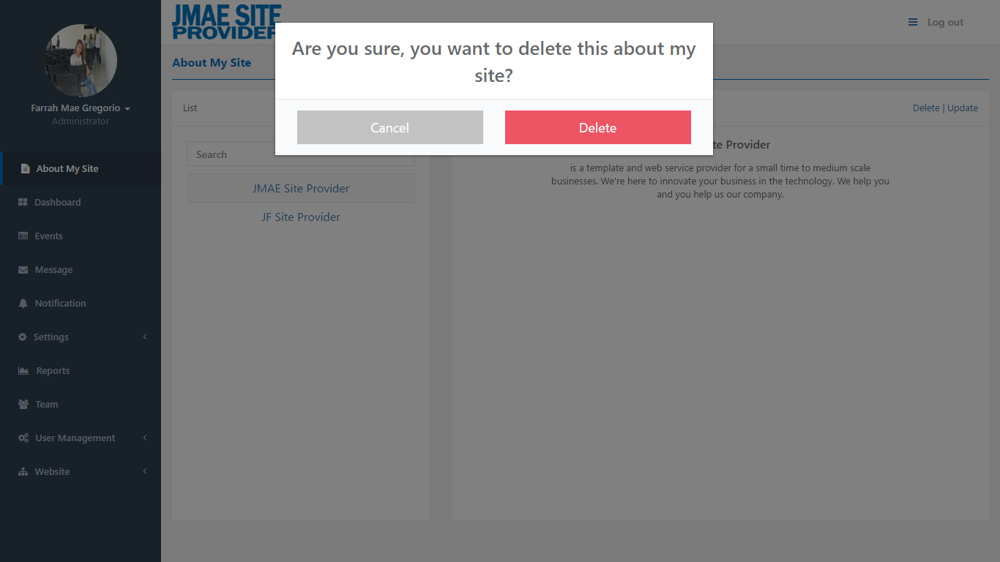 JMAE SITE
PROVIDER
Log out
Are you sure, you want to delete this about my
site?
Cancel
Delete
Farrah Mae Gregorio
Administrator
About My Site
Dashboard
Events
Message
Notification
Settings
Reports
Team
User Management
Website
About My Site
List
Search
JMAE Site Provider
JF Site Provider
Delete | Update
te Provider
is a template and web service provider for a small time to medium scale
businesses. We're here to innovate your business in the technology. We help you
and you help us our company.